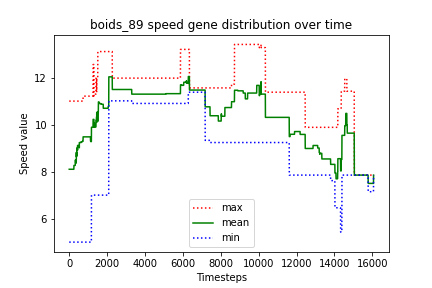 boids_89 speed gene distribution over time
Speed value
12
10
8
6
max
mean
min
0 2000 4000 6000 8000 10000 12000 14000 16000
Timesteps